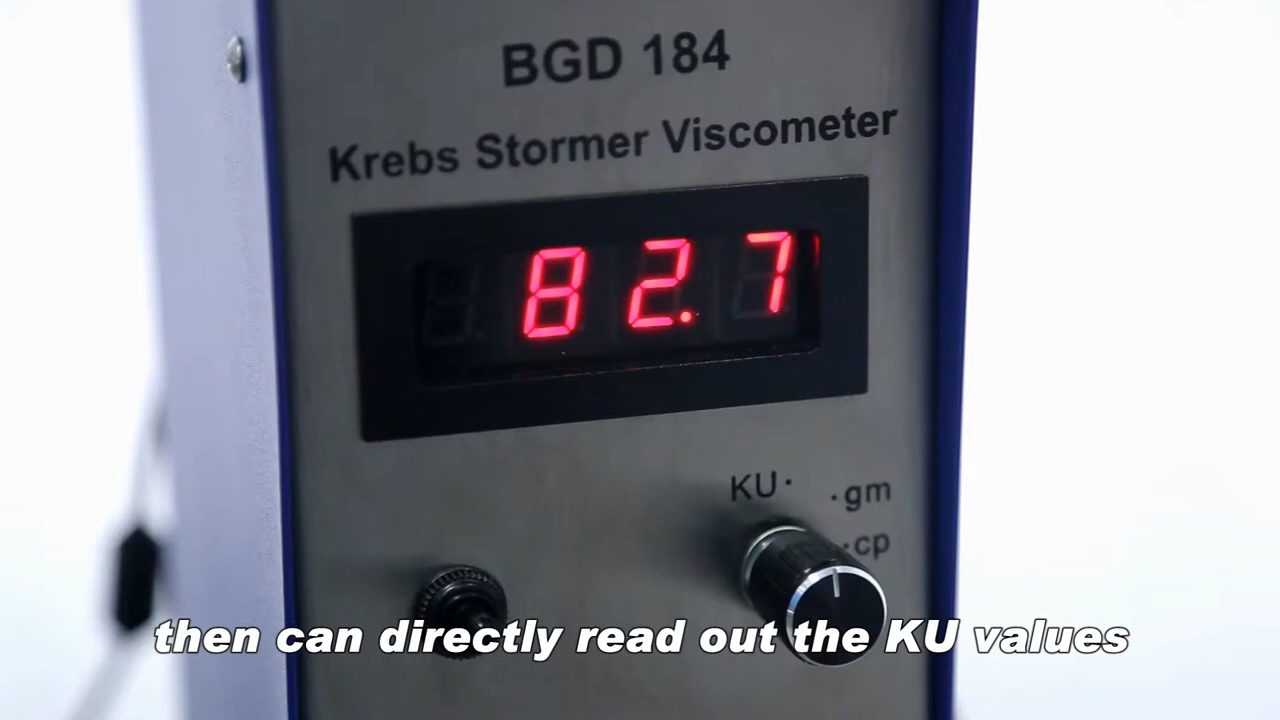 BGD 184
Krebs Stormer Viscometer
82.7
KU· ·gm
·cp
then can directly read out the KU values